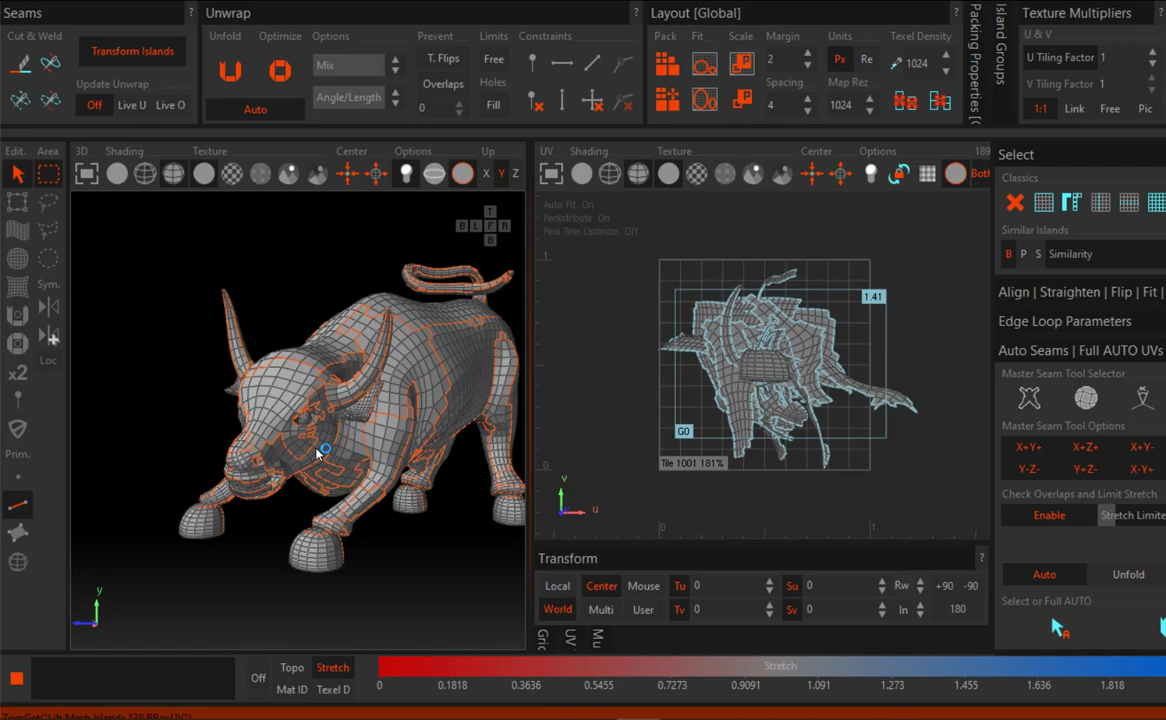 Seams ?
Cut & Weld
Transform Islands
Update Unwrap
Off Live U Live O
Unwrap ?
Unfold Optimize Options Prevent Limits Constraints
Mix T. Flips Free
Overlaps Holes
Angle/Length 0 Fill
Auto
Layout [Global] ?
Pack Fit Scale Margin Units Texel Density
2 Px Re 1024
Spacing Map Res
4 1024
Packing Properties [
Island Groups
Texture Multipliers ?
U & V
U Tiling Factor 1
V Tiling Factor 1
1:1 Link Free Pic
Edit. Area
Sym.
Loc
x2
Prim.
3D Shading Texture Center Options Up
X Y Z
T
B L F R
B
y
UV Shading Texture Center Options 189
Both
Auto Fit: On
Redistribute: On
Real Time Optimize: Off
1
1.41
G0
0 Tile 1001 181%
v
u
0 1
Select
Classics
Similar Islands
B P S Similarity
Align | Straighten | Flip | Fit |
Edge Loop Parameters
Auto Seams | Full AUTO UVs
Master Seam Tool Selector
Master Seam Tool Options
X+Y+ X+Z+ X+Y-
Y-Z- Y+Z- X-Y+
Check Overlaps and Limit Stretch
Enable Stretch Limite
Auto Unfold
Select or Full AUTO
A
Transform ?
Local Center Mouse Tu 0 Su 0 Rw +90 -90
World Multi User Tv 0 Sv 0 In 180
Gric
UV
Mu
Off Topo Stretch
Mat ID Texel D
Stretch
0 0.1818 0.3636 0.5455 0.7273 0.9091 1.091 1.273 1.455 1.636 1.818